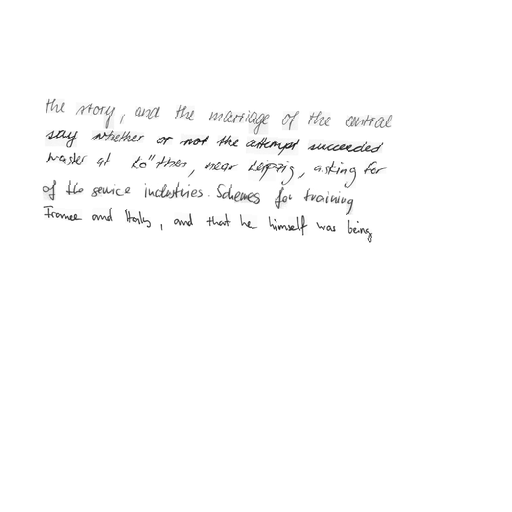 the story, and the marriage of the central
say whether or not the attempt succeeded
master at Kö"then, near Leipzig, asking for
of the service industries. Schemes for training
France and Italy, and that he himself was being